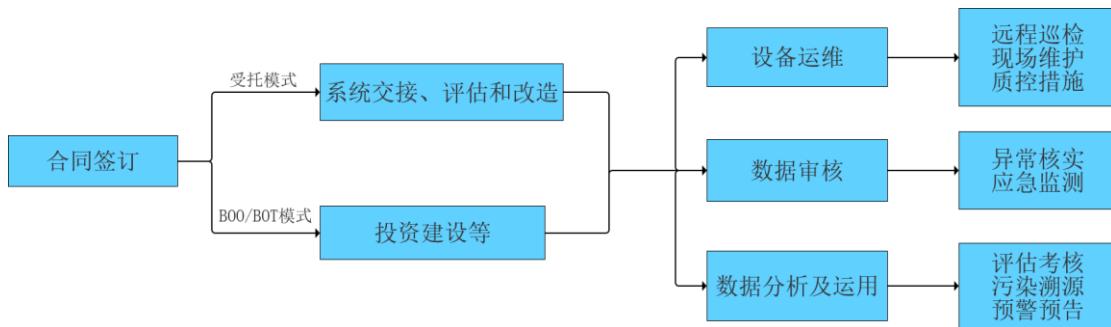 合同签订
受托模式
系统交接、评估和改造
BOO/BOT模式
投资建设等
设备运维
远程巡检
现场维护
质控措施
数据审核
异常核实
应急监测
数据分析及运用
评估考核
污染溯源
预警预告